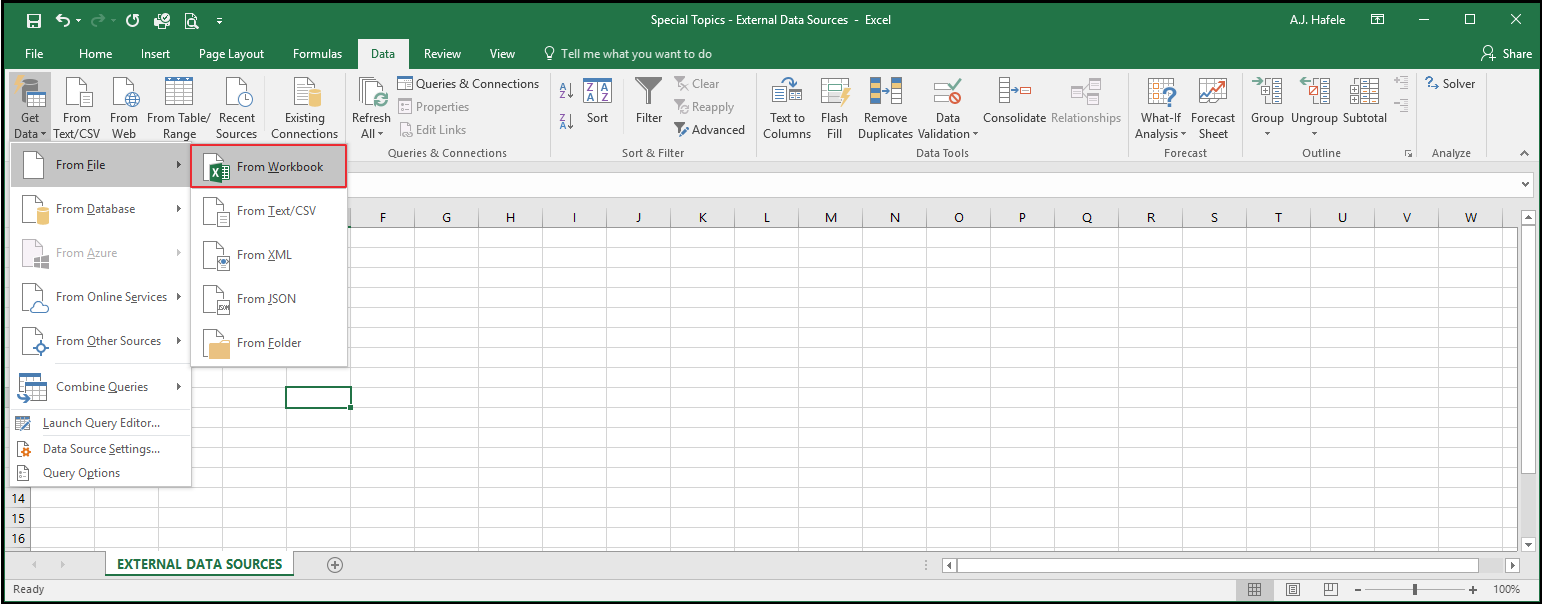 Special Topics - External Data Sources - Excel
A.J. Hafele
File Home Insert Page Layout Formulas Data Review View Tell me what you want to do Share
Get Data
From Text/CSV
From Web
From Table/ Range
Recent Sources
Existing Connections
Refresh All
Queries & Connections
Properties
Edit Links
Queries & Connections
Sort
Filter
Clear
Reapply
Advanced
Sort & Filter
Text to Columns
Flash Fill
Remove Duplicates
Data Validation
Consolidate
Relationships
Data Tools
What-If Analysis
Forecast Sheet
Forecast
Group
Ungroup
Subtotal
Outline
Solver
Analyze
From File
From Database
From Azure
From Online Services
From Other Sources
Combine Queries
Launch Query Editor...
Data Source Settings...
Query Options
From Workbook
From Text/CSV
From XML
From JSON
From Folder
F G H I J K L M N O P Q R S T U V W
14
15
16
EXTERNAL DATA SOURCES
Ready
100%